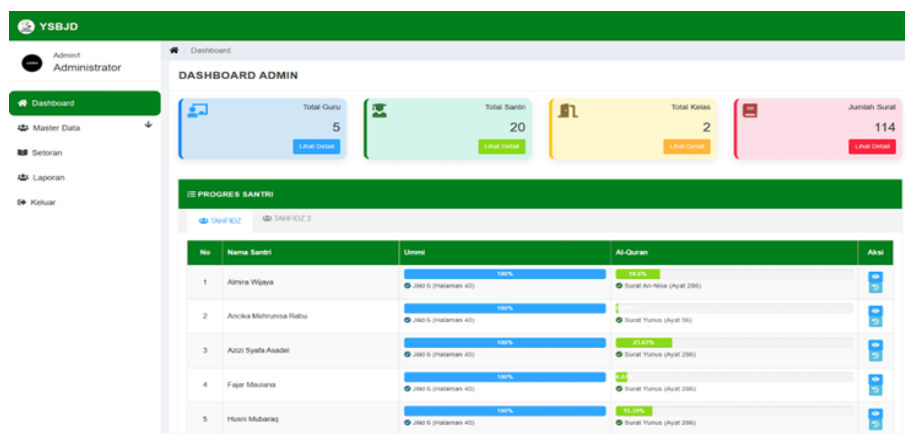 YSBJD
Admin1
Administrator
Dashboard
Master Data
Setoran
Laporan
Keluar
Dashboard
DASHBOARD ADMIN
Total Guru
5
Lihat Detail
Total Santri
20
Lihat Detail
Total Kelas
2
Lihat Detail
Jumlah Surat
114
Lihat Detail
PROGRES SANTRI
TAHFIDZ TAHFIDZ 2
No Nama Santri Ummi Al-Quran Aksi
1 Almira Wijaya 100%
Jilid 6 (Halaman 40) Surat An-Nisa (Ayat 286)
2 Ancika Mehrunisa Rabu 100%
Jilid 6 (Halaman 40) Surat Yunus (Ayat 56)
3 Azizi Syafa Asadel 100% 23.67%
Jilid 6 (Halaman 40) Surat Yunus (Ayat 286)
4 Fajar Maulana 100%
Jilid 6 (Halaman 40) Surat Yunus (Ayat 286)
5 Husni Mubaraq 100% 15.39%
Jilid 6 (Halaman 40) Surat Yunus (Ayat 286)